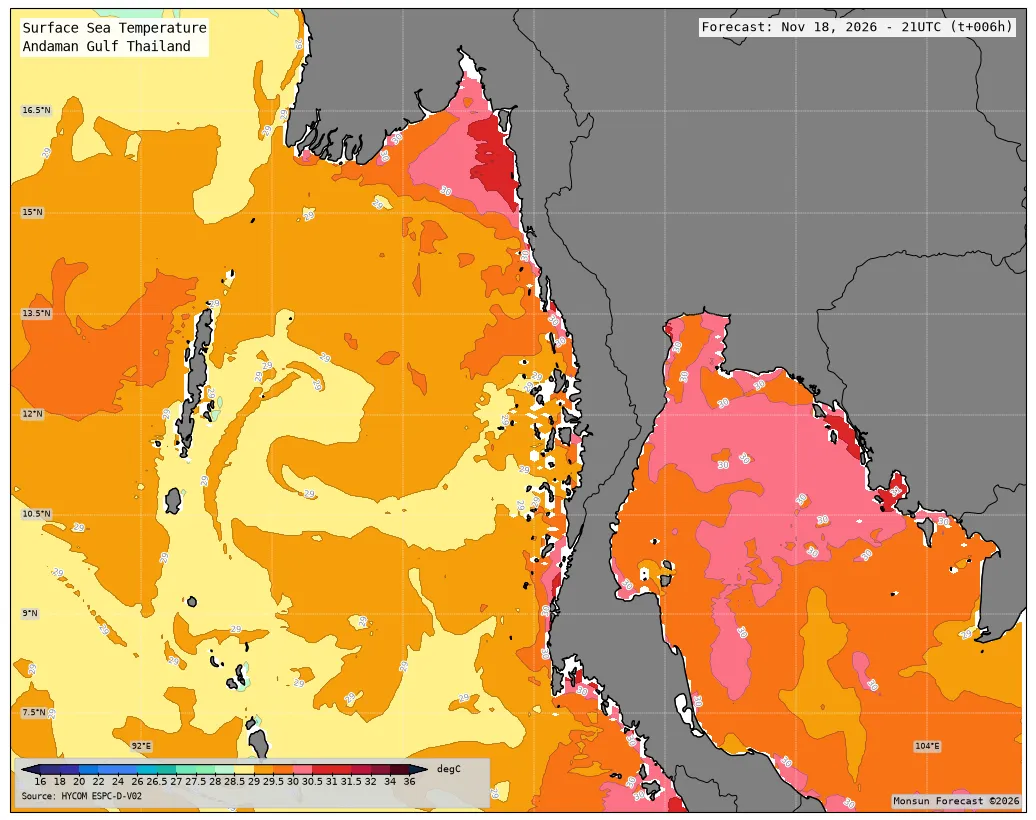 Surface Sea Temperature
Andaman Gulf Thailand
Forecast: Nov 18, 2026 - 21UTC (t+006h)
16.5°N
15°N
13.5°N
12°N
10.5°N
9°N
7.5°N
92°E
104°E
degC
16 18 20 22 24 26 26.5 27 27.5 28 28.5 29 29.5 30 30.5 31 31.5 32 33 34 36
Source: HYCOM ESPC-D-V02
Monsun Forecast ©2026